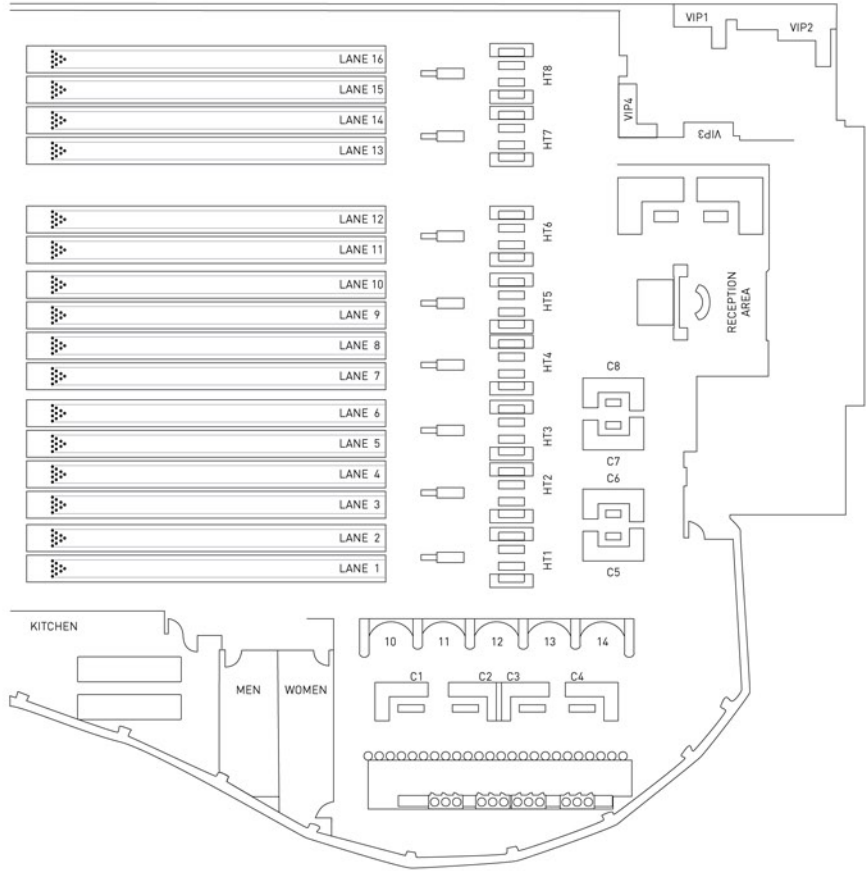 VIP1
VIP2
LANE 16
HT8
LANE 15
VIP4
LANE 14
VIP3
HT7
LANE 13
LANE 12
HT6
LANE 11
LANE 10
HT5
RECEPTION
AREA
LANE 9
LANE 8
HT4
C8
LANE 7
LANE 6
HT3
LANE 5
C7
LANE 4
C6
HT2
LANE 3
LANE 2
HT1
LANE 1
C5
KITCHEN
10
11
12
13
14
C1
C2
C3
C4
MEN
WOMEN